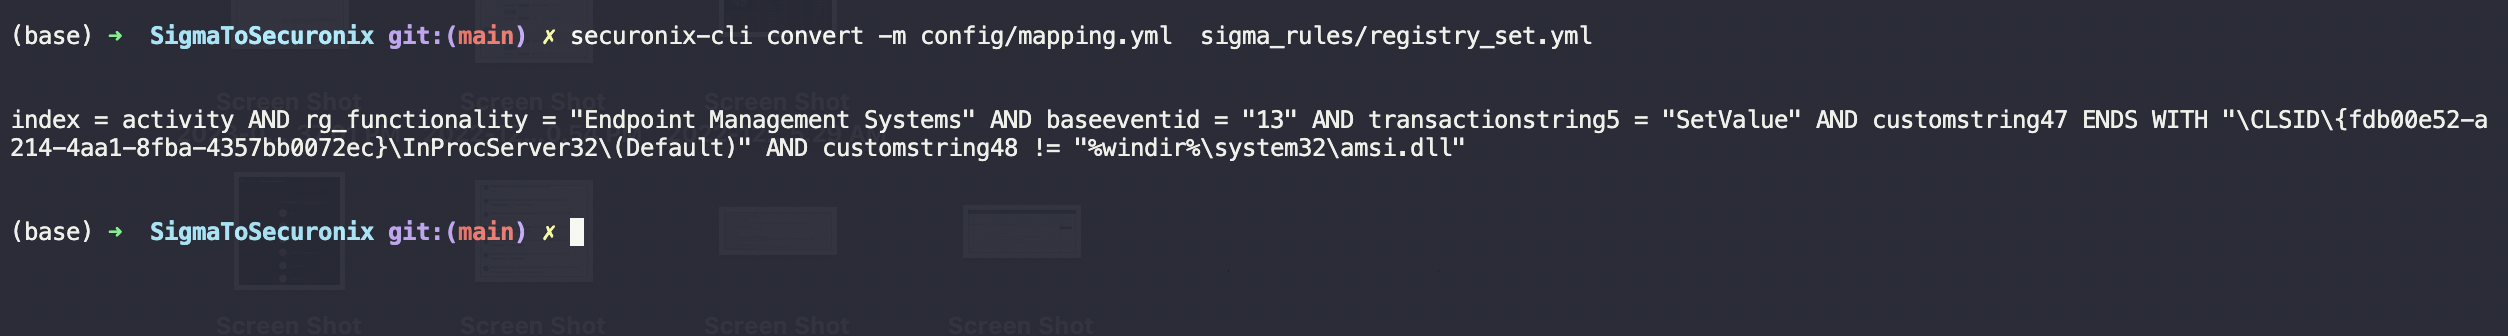 (base) → SigmaToSecuronix git:(main) ✗ securonix-cli convert -m config/mapping.yml  sigma_rules/registry_set.yml
Screen Shot Screen Shot Screen Shot
index = activity AND rg_functionality = "Endpoint Management Systems" AND baseeventid = "13" AND transactionstring5 = "SetValue" AND customstring47 ENDS WITH "\CLSID\{fdb00e52-a
214-4aa1-8fba-4357bb0072ec}\InProcServer32\(Default)" AND customstring48 != "%windir%\system32\amsi.dll"
(base) → SigmaToSecuronix git:(main) ✗
Screen Shot Screen Shot Screen Shot Screen Shot